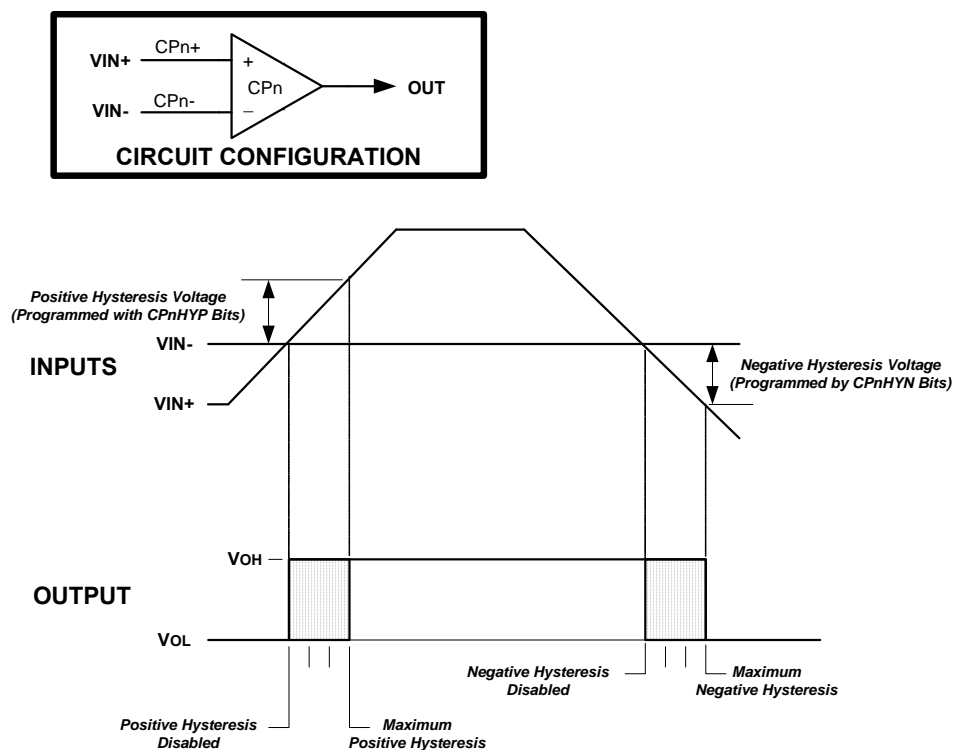 VIN+
CPn+
+
CPn
OUT
VIN-
CPn-
_
CIRCUIT CONFIGURATION
Positive Hysteresis Voltage
(Programmed with CPnHYP Bits)
VIN-
INPUTS
Negative Hysteresis Voltage
(Programmed by CPnHYN Bits)
VIN+
VOH
OUTPUT
VOL
Negative Hysteresis
Disabled
Maximum
Negative Hysteresis
Positive Hysteresis
Disabled
Maximum
Positive Hysteresis